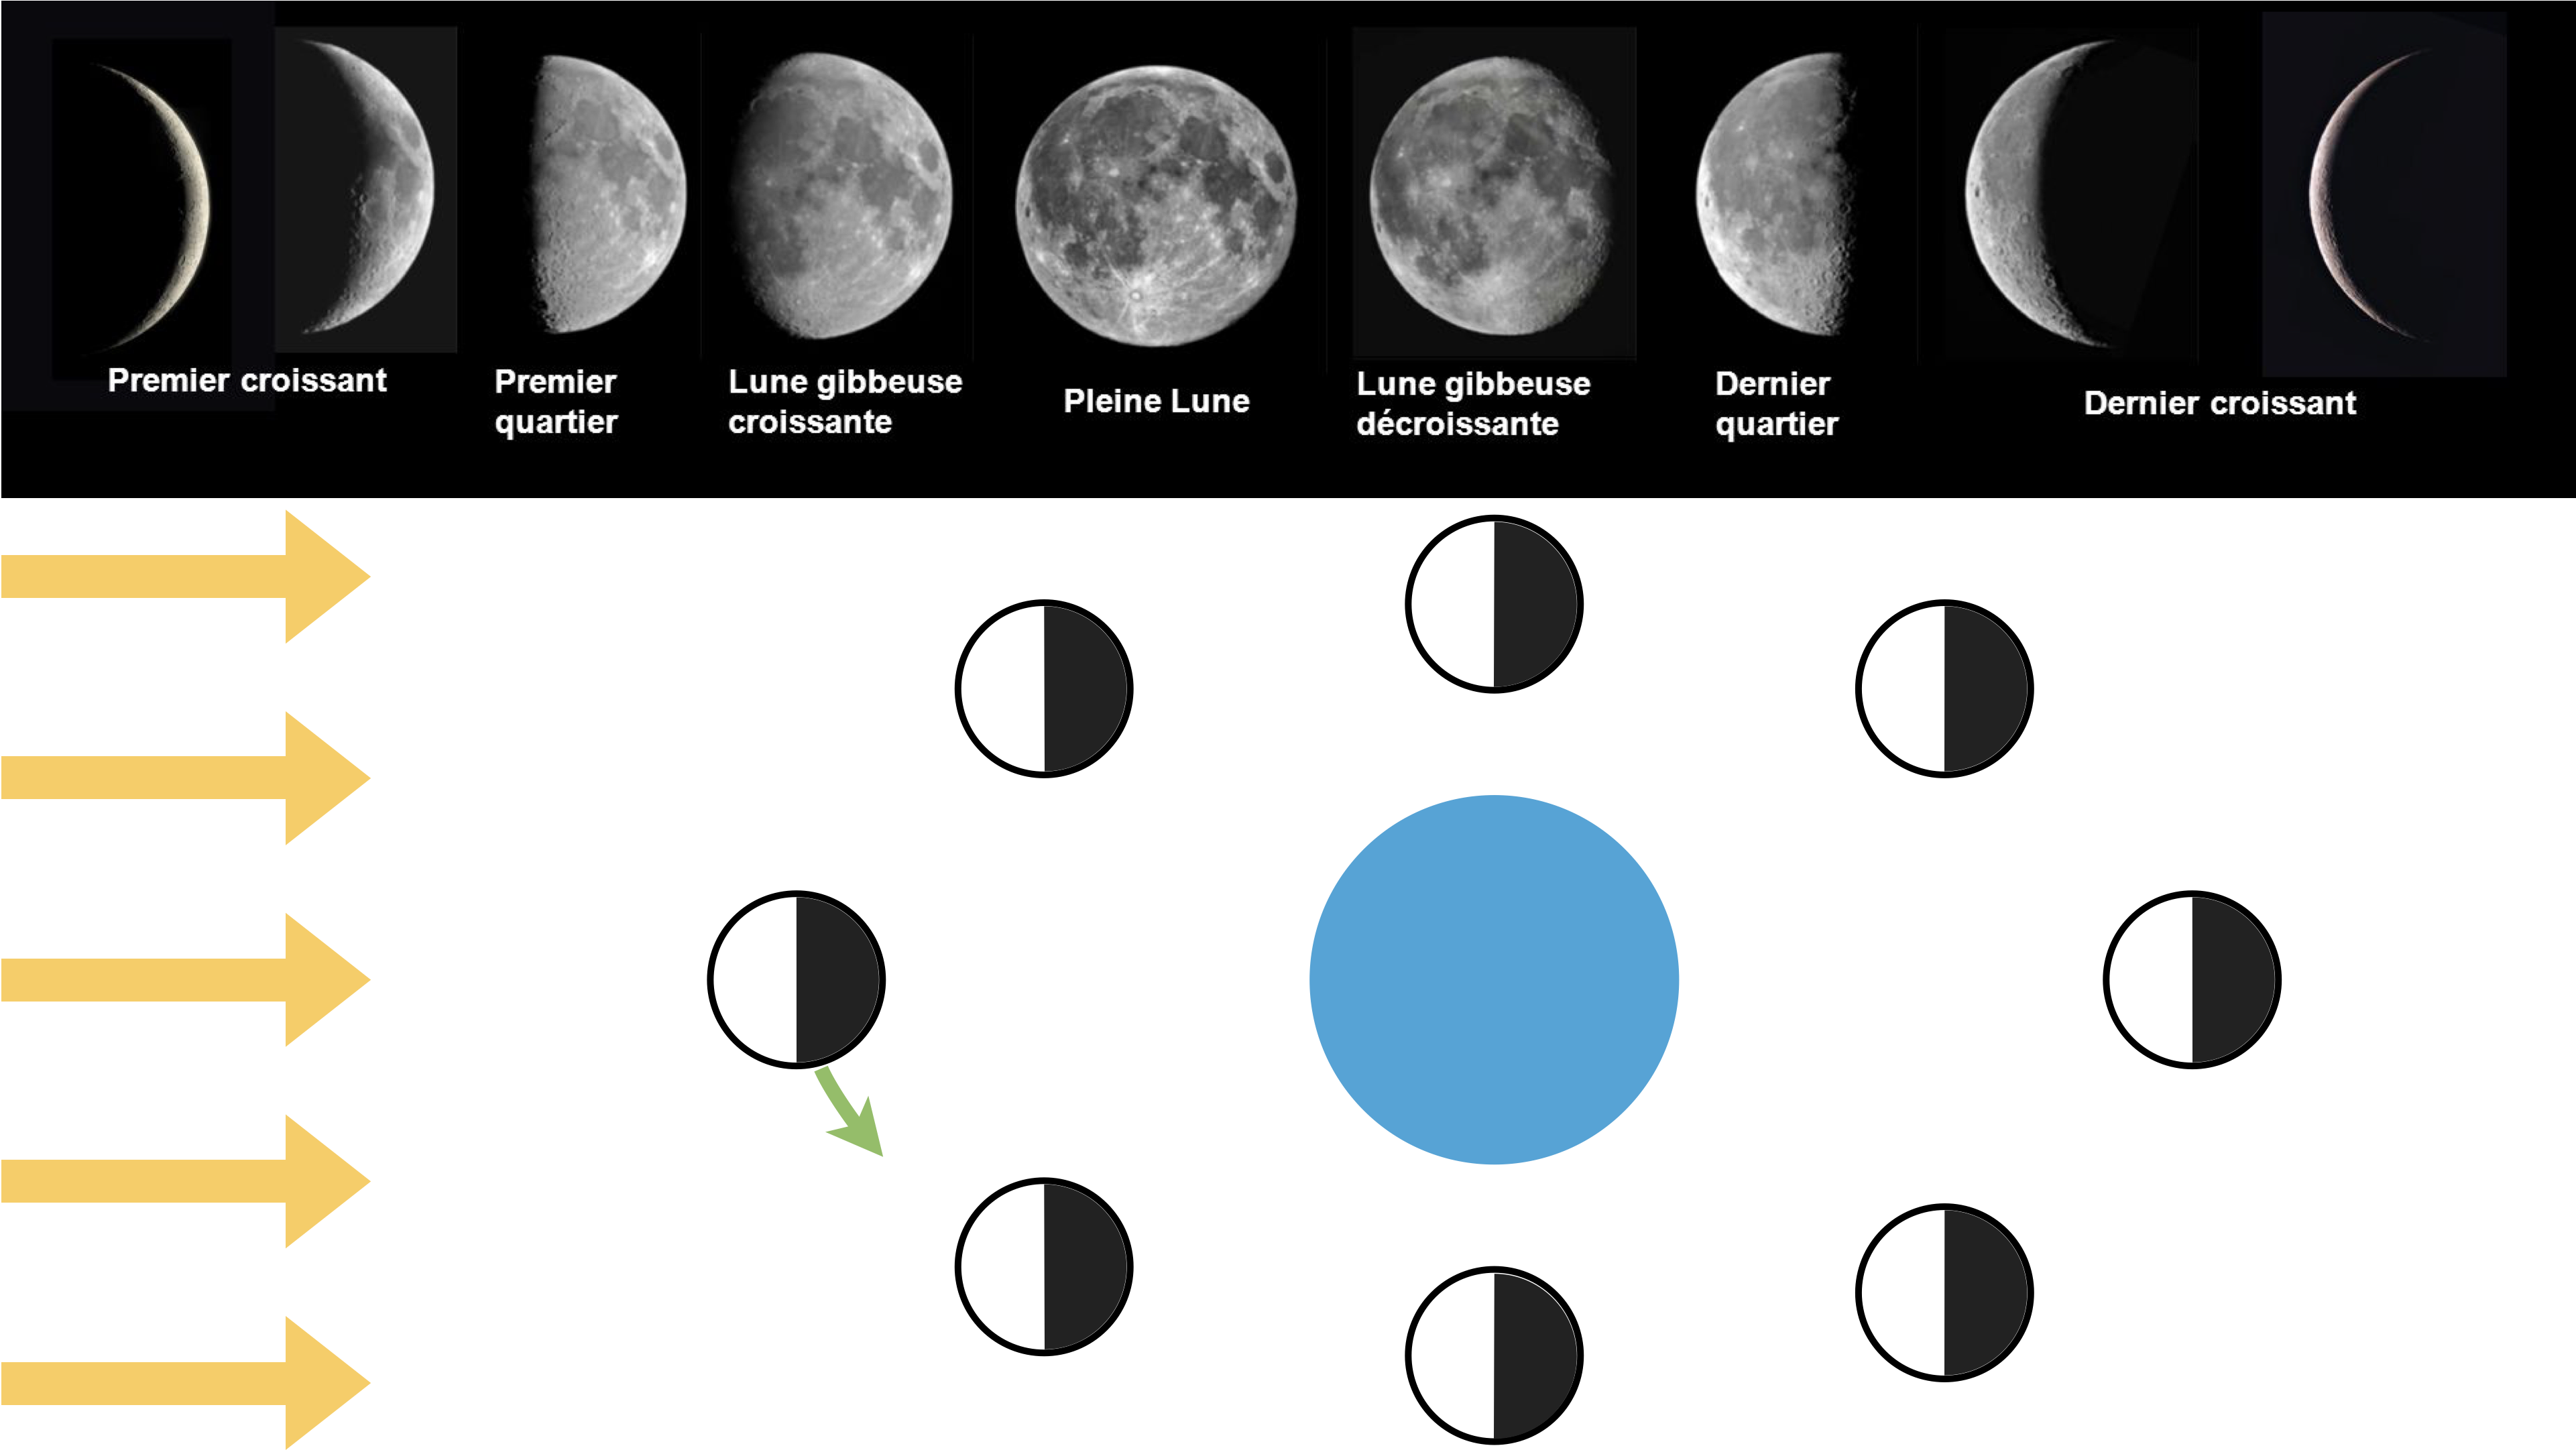 Premier croissant
Premier
quartier
Lune gibbeuse
croissante
Pleine Lune
Lune gibbeuse
décroissante
Dernier
quartier
Dernier croissant